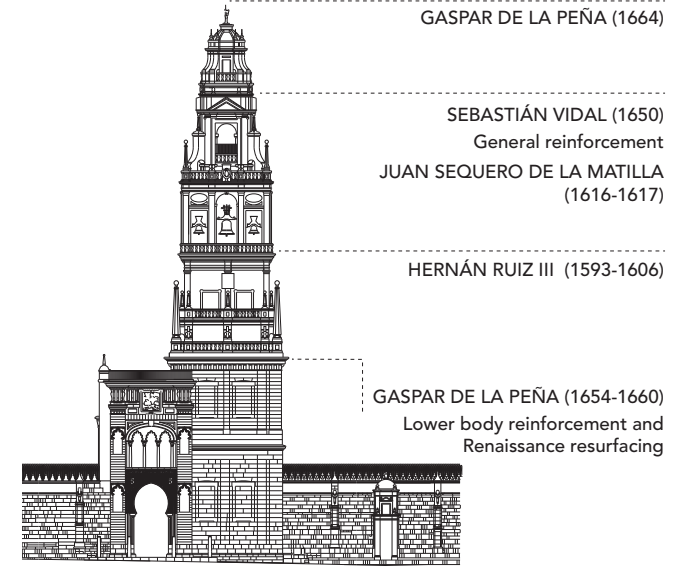 GASPAR DE LA PEÑA (1664)
SEBASTIÁN VIDAL (1650)
General reinforcement
JUAN SEQUERO DE LA MATILLA
(1616-1617)
HERNÁN RUIZ III (1593-1606)
GASPAR DE LA PEÑA (1654-1660)
Lower body reinforcement and
Renaissance resurfacing